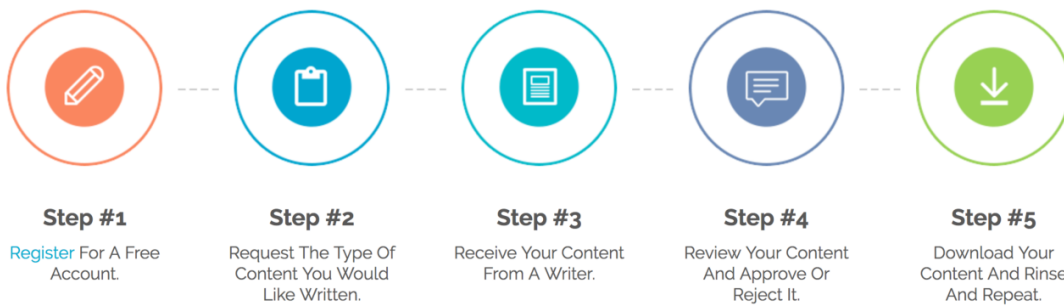 Step #1
Register For A Free
Account.
Step #2
Request The Type Of
Content You Would
Like Written.
Step #3
Receive Your Content
From A Writer.
Step #4
Review Your Content
And Approve Or
Reject It.
Step #5
Download Your
Content And Rinse
And Repeat.